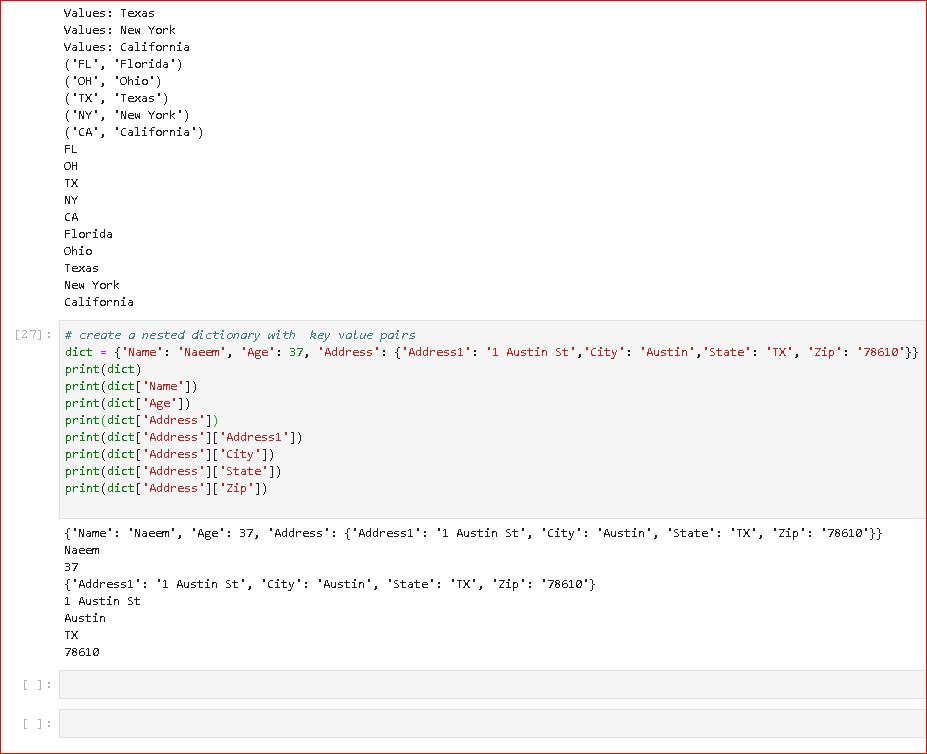 Values: Texas
Values: New York
Values: California
('FL', 'Florida')
('OH', 'Ohio')
('TX', 'Texas')
('NY', 'New York')
('CA', 'California')
FL
OH
TX
NY
CA
Florida
Ohio
Texas
New York
California
[27]: # create a nested dictionary with  key value pairs
dict = {'Name': 'Naeem', 'Age': 37, 'Address': {'Address1': '1 Austin St','City': 'Austin','State': 'TX', 'Zip': '78610'}}
print(dict)
print(dict['Name'])
print(dict['Age'])
print(dict['Address'])
print(dict['Address']['Address1'])
print(dict['Address']['City'])
print(dict['Address']['State'])
print(dict['Address']['Zip'])
{'Name': 'Naeem', 'Age': 37, 'Address': {'Address1': '1 Austin St', 'City': 'Austin', 'State': 'TX', 'Zip': '78610'}}
Naeem
37
{'Address1': '1 Austin St', 'City': 'Austin', 'State': 'TX', 'Zip': '78610'}
1 Austin St
Austin
TX
78610
[ ]:
[ ]: